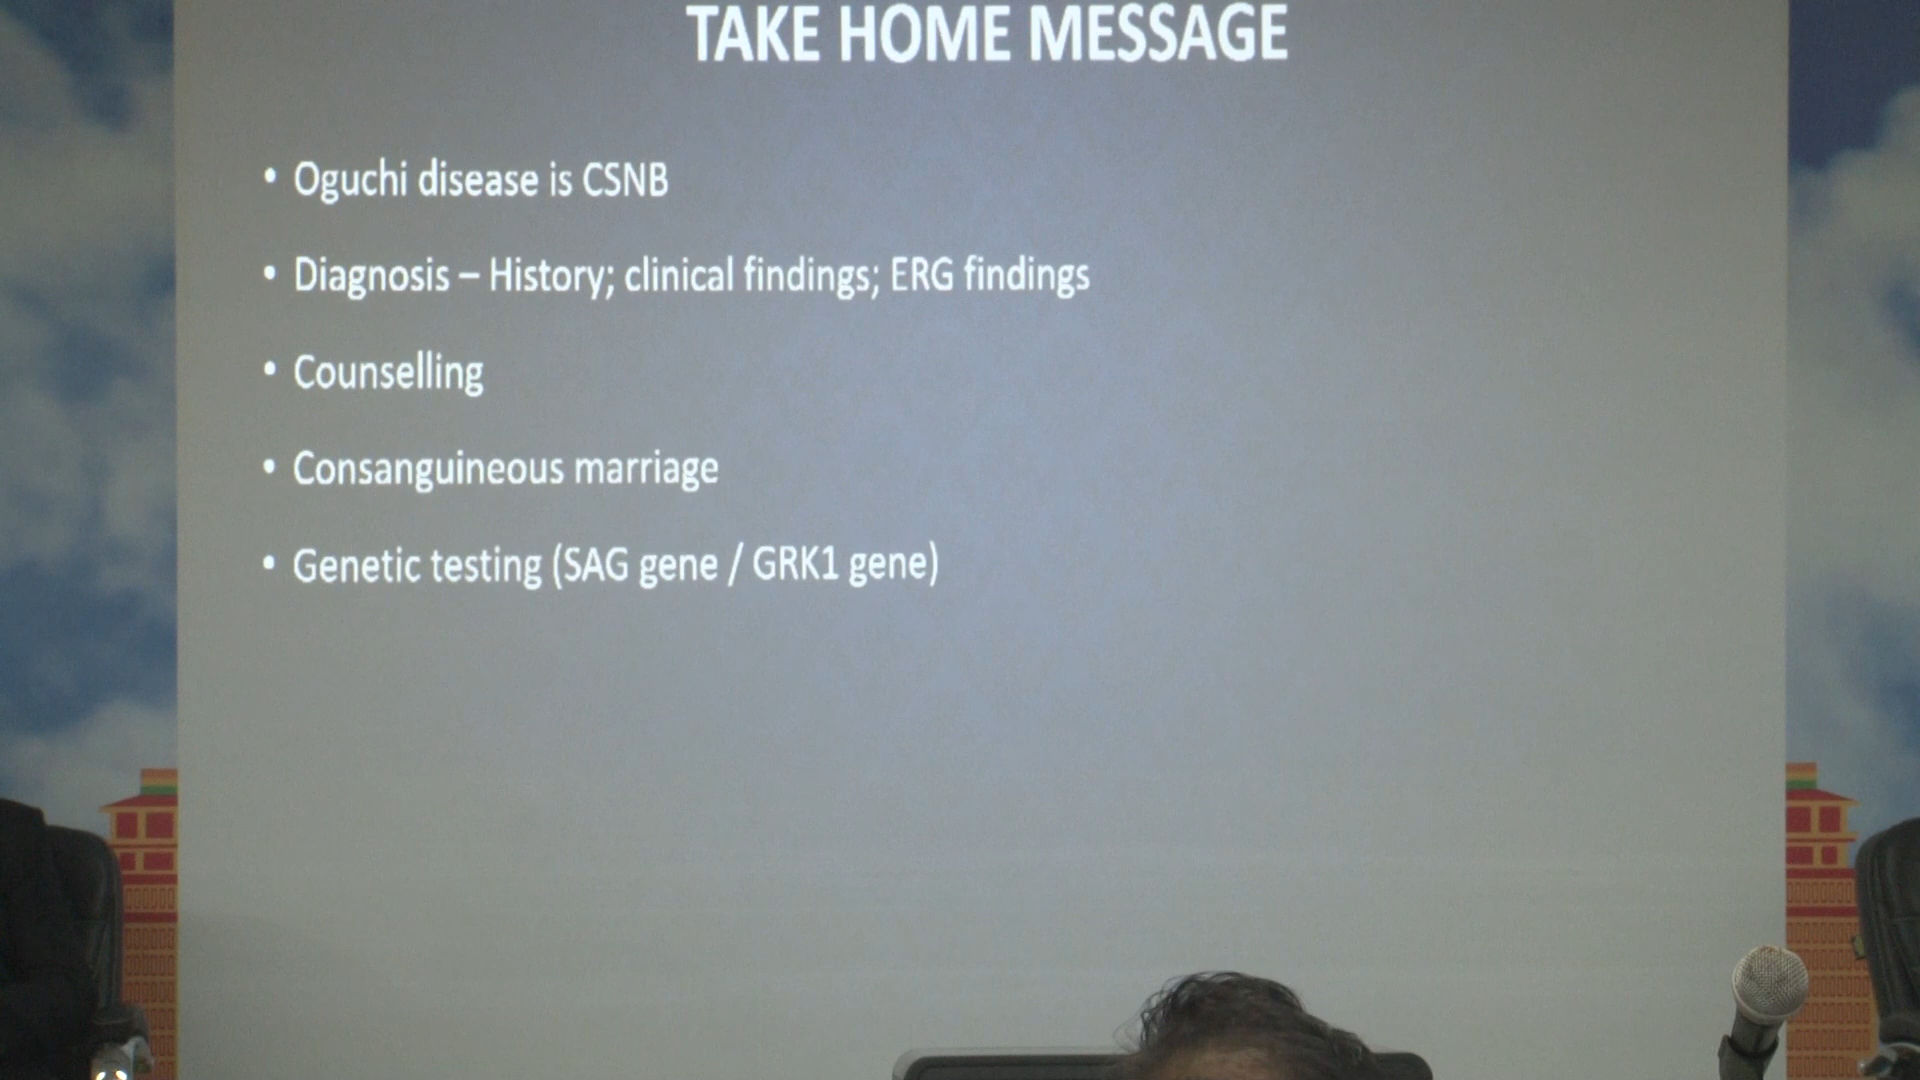 TAKE HOME MESSAGE
• Oguchi disease is CSNB
• Diagnosis – History; clinical findings; ERG findings
• Counselling
• Consanguineous marriage
• Genetic testing (SAG gene / GRK1 gene)